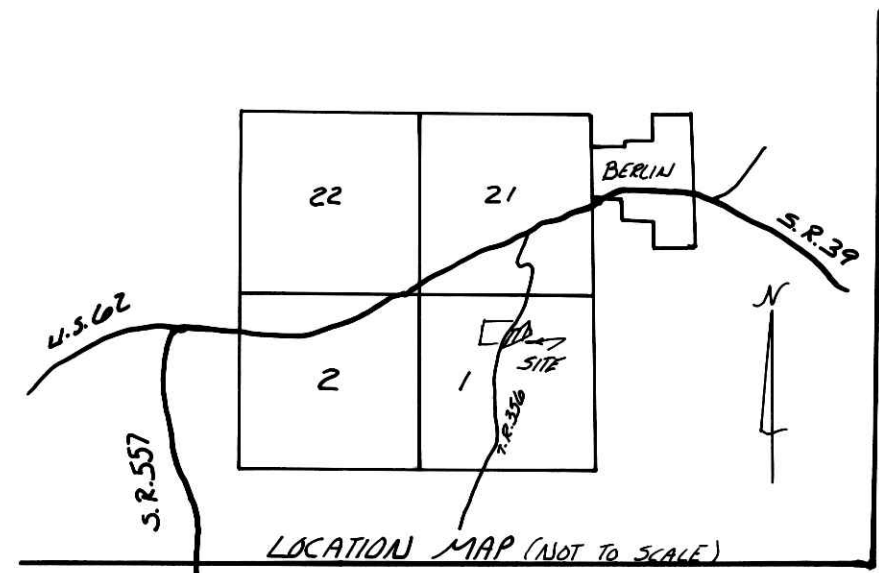 22
21
BERLIN
S.R.39
U.S.62
N
SITE
2
1
T.R.356
S.R.557
LOCATION MAP (NOT TO SCALE)